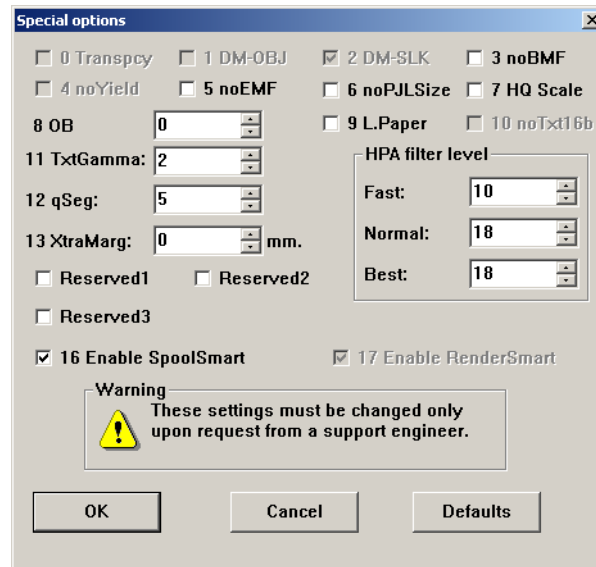 Special options
0 Transpcy 1 DM-OBJ 2 DM-SLK 3 noBMF
4 noYield 5 noEMF 6 noPJLSize 7 HQ Scale
8 OB 0 9 L.Paper 10 noTxt16b
11 TxtGamma: 2
HPA filter level
Fast: 10
12 qSeg: 5
Normal: 18
13 XtraMarg: 0 mm.
Best: 18
Reserved1 Reserved2
Reserved3
16 Enable SpoolSmart 17 Enable RenderSmart
Warning
These settings must be changed only
upon request from a support engineer.
OK Cancel Defaults